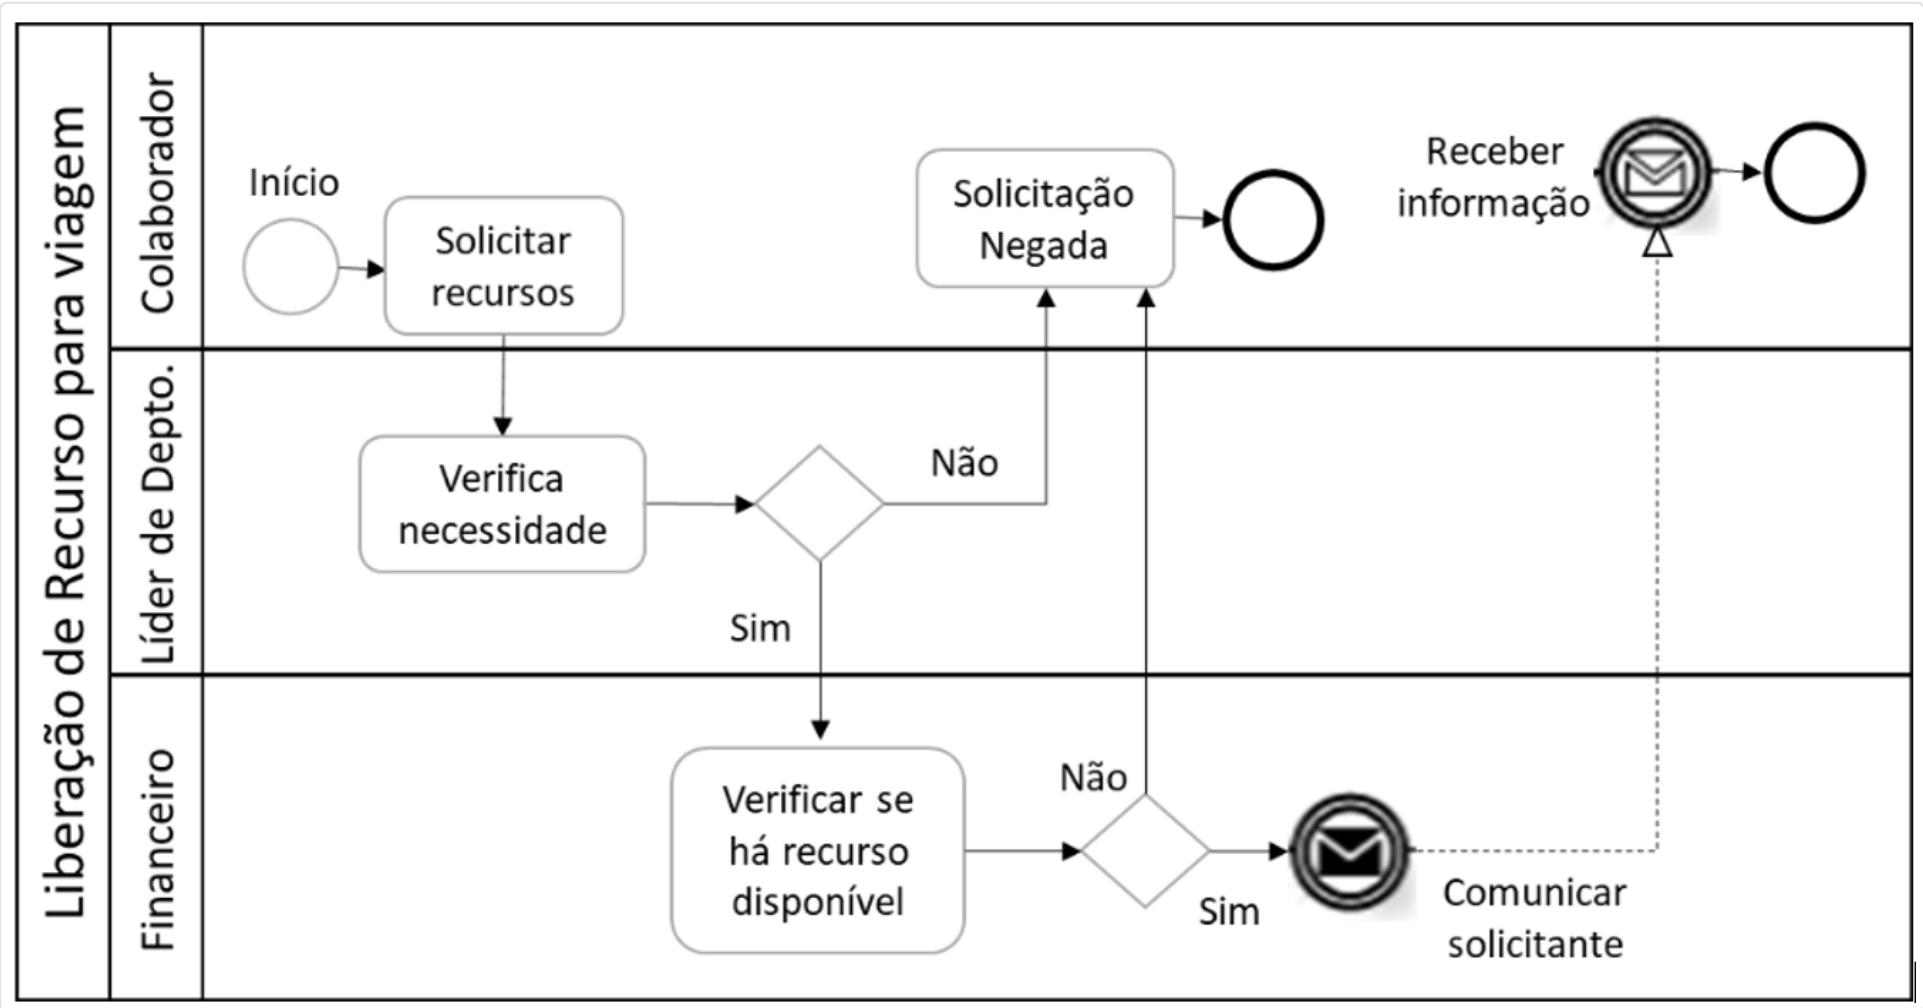 Liberação de Recurso para viagem
Colaborador
Início
Solicitar
recursos
Solicitação
Negada
Receber
informação
Líder de Depto.
Verifica
necessidade
Não
Sim
Financeiro
Verificar se
há recurso
disponível
Não
Sim
Comunicar
solicitante